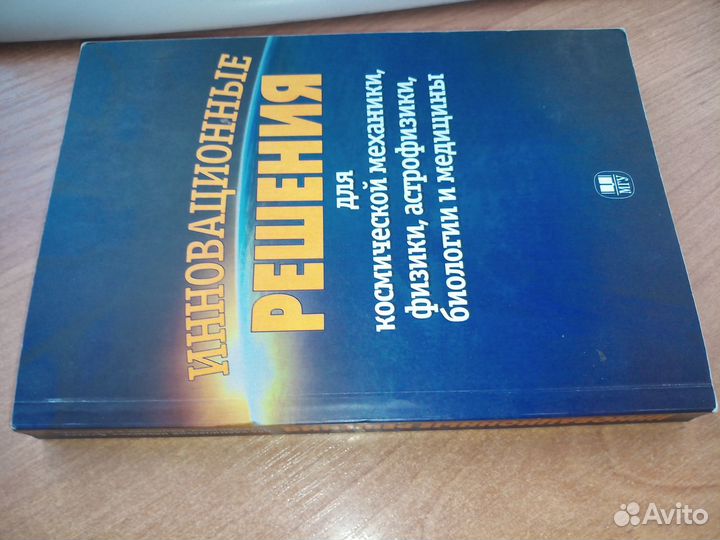 ИННОВАЦИОННЫЕ
РЕШЕНИЯ
для
космической механики,
физики, астрофизики,
биологии и медицины
МГУ
Avito